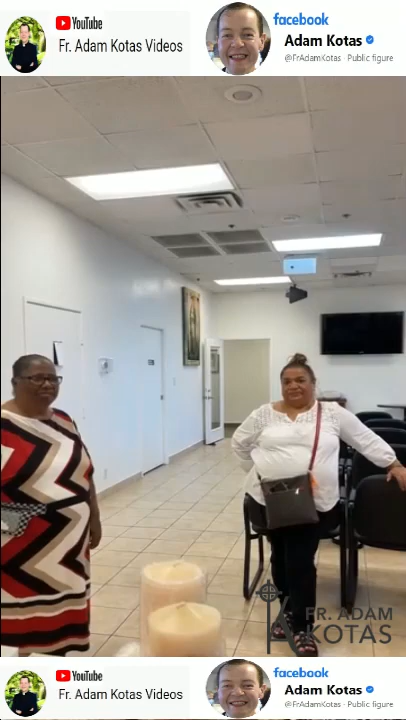 YouTube
Fr. Adam Kotas Videos
facebook
Adam Kotas
@FrAdamKotas · Public figure
FR. ADAM
KOTAS
YouTube
Fr. Adam Kotas Videos
facebook
Adam Kotas
@FrAdamKotas · Public figure